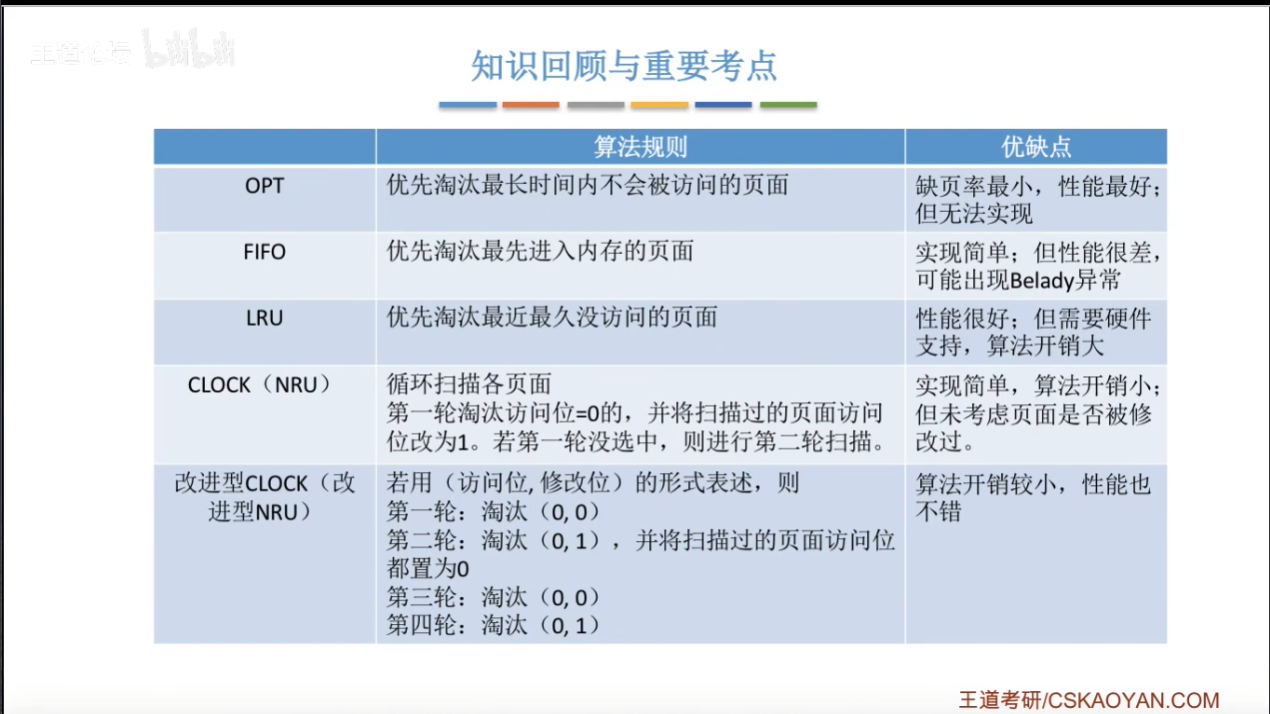 王道论坛 bilibili
知识回顾与重要考点
算法规则
优缺点
OPT
优先淘汰最长时间内不会被访问的页面
缺页率最小，性能最好；
但无法实现
FIFO
优先淘汰最先进入内存的页面
实现简单；但性能很差，
可能出现Belady异常
LRU
优先淘汰最近最久没访问的页面
性能很好；但需要硬件
支持，算法开销大
CLOCK（NRU）
循环扫描各页面
第一轮淘汰访问位=0的，并将扫描过的页面访问
位改为1。若第一轮没选中，则进行第二轮扫描。
实现简单，算法开销小；
但未考虑页面是否被修
改过。
改进型CLOCK（改
进型NRU）
若用（访问位, 修改位）的形式表述，则
第一轮：淘汰（0, 0）
第二轮：淘汰（0, 1），并将扫描过的页面访问位
都置为0
第三轮：淘汰（0, 0）
第四轮：淘汰（0, 1）
算法开销较小，性能也
不错
王道考研/CSKAOYAN.COM